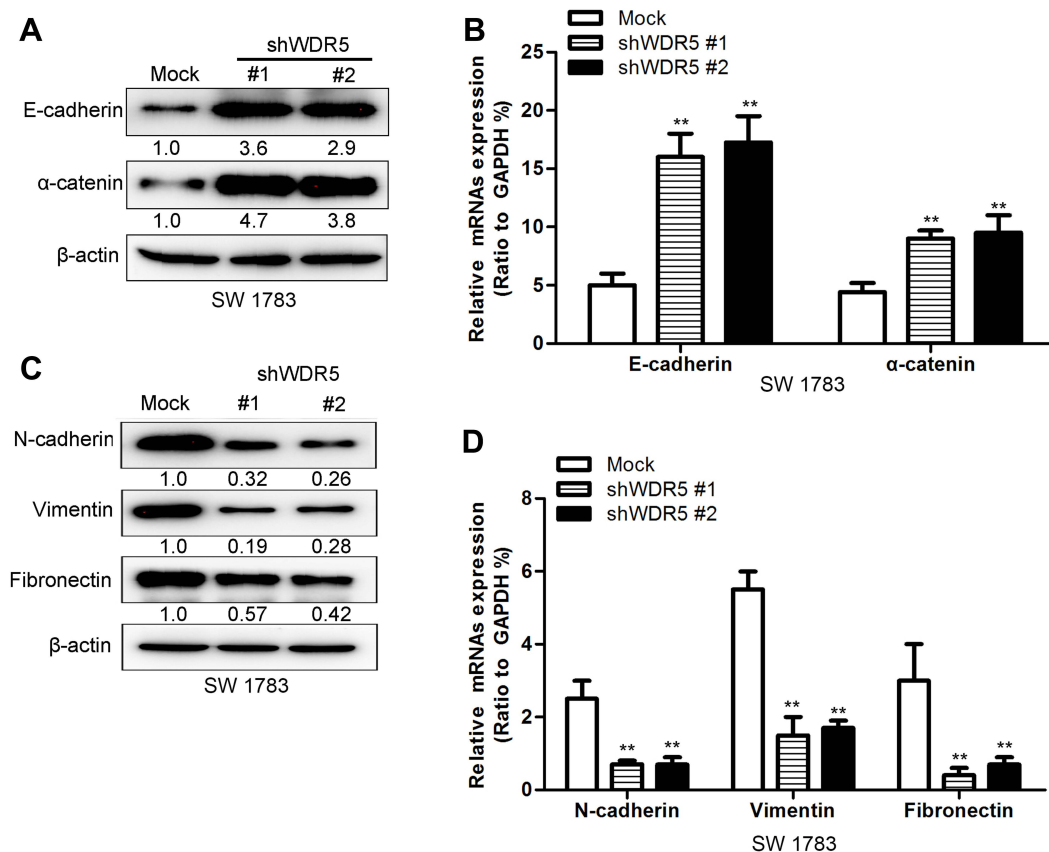 A
shWDR5
Mock #1 #2
E-cadherin
1.0 3.6 2.9
α-catenin
1.0 4.7 3.8
β-actin
SW 1783
B
Mock
shWDR5 #1
shWDR5 #2
Relative mRNAs expression
(Ratio to GAPDH %)
25
20
15
10
5
0
** **
** **
E-cadherin α-catenin
SW 1783
C
shWDR5
Mock #1 #2
N-cadherin
1.0 0.32 0.26
Vimentin
1.0 0.19 0.28
Fibronectin
1.0 0.57 0.42
β-actin
SW 1783
D
Mock
shWDR5 #1
shWDR5 #2
Relative mRNAs expression
(Ratio to GAPDH %)
8
6
4
2
0
** **
** **
** **
N-cadherin Vimentin Fibronectin
SW 1783